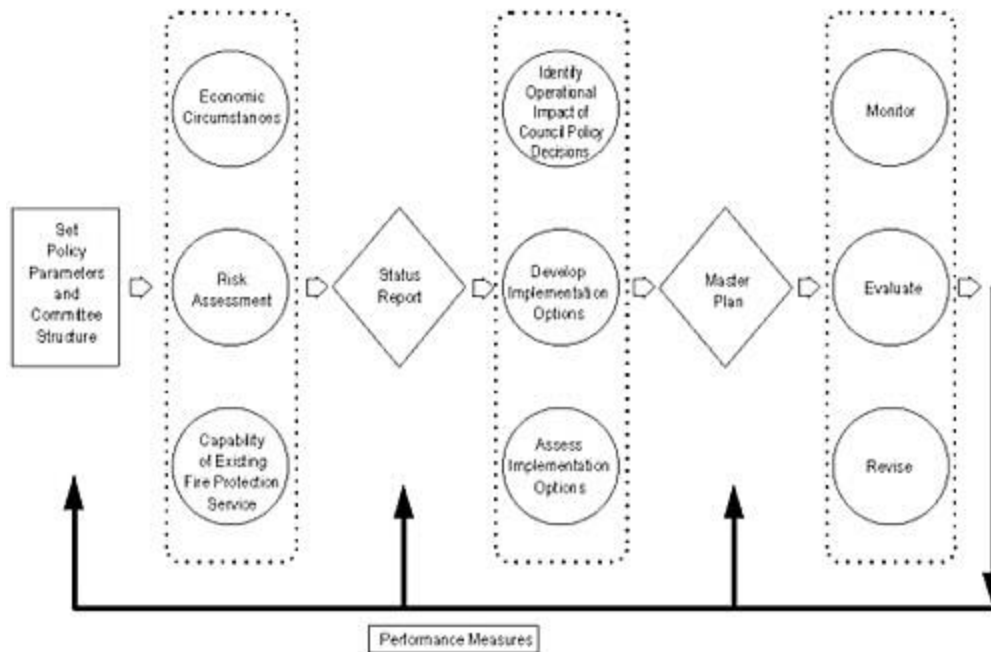 Set
Policy
Parameters
and
Committee
Structure
Economic
Circumstances
Risk
Assessment
Capability
of Existing
Fire Protection
Service
Status
Report
Identify
Operational
Impact of
Council Policy
Decisions
Develop
Implementation
Options
Assess
Implementation
Options
Master
Plan
Monitor
Evaluate
Revise
Performance Measures